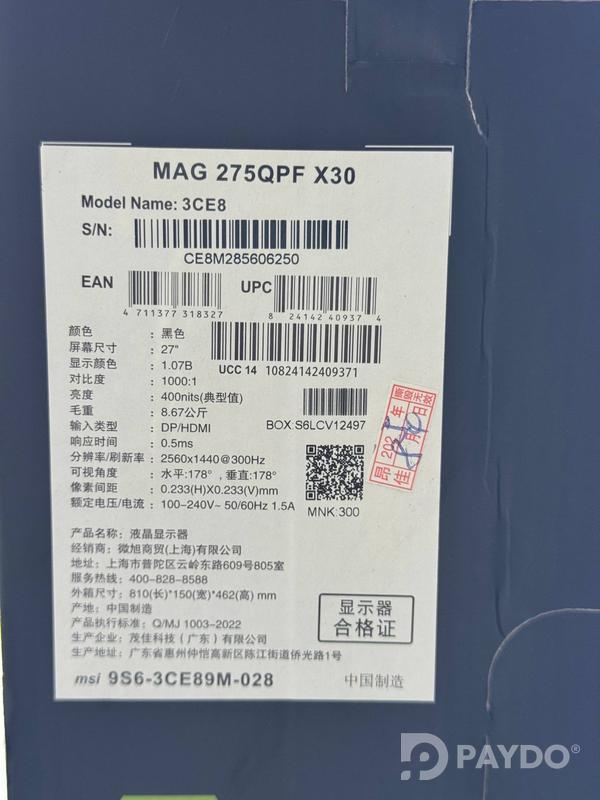 MAG 275QPF X30
Model Name: 3CE8
S/N:
CE8M285606250
EAN
4 711377 318327
UPC
8 24142 40937 4
颜色 : 黑色
屏幕尺寸 : 27"
显示颜色 : 1.07B
UCC 14 10824142409371
对比度 : 1000:1
亮度 : 400nits(典型值)
毛重 : 8.67公斤
输入类型 : DP/HDMI
BOX:S6LCV12497
响应时间 : 0.5ms
分辨率/刷新率 : 2560x1440@300Hz
可视角度 : 水平:178°, 垂直:178°
像素间距 : 0.233(H)X0.233(V)mm
额定电压/电流 : 100-240V~ 50/60Hz 1.5A
MNK:300
撕毁无效
昂佳 202 年 月 日
产品名称: 液晶显示器
经销商: 微旭商贸(上海)有限公司
地址: 上海市普陀区云岭东路609号805室
服务热线: 400-828-8588
外箱尺寸: 810(长)*150(宽)*462(高) mm
产地: 中国制造
产品执行标准: Q/MJ 1003-2022
生产企业: 茂佳科技（广东）有限公司
生产地址: 广东省惠州仲恺高新区陈江街道侨光路1号
显示器
合格证
msi 9S6-3CE89M-028
中国制造
PAYDO®